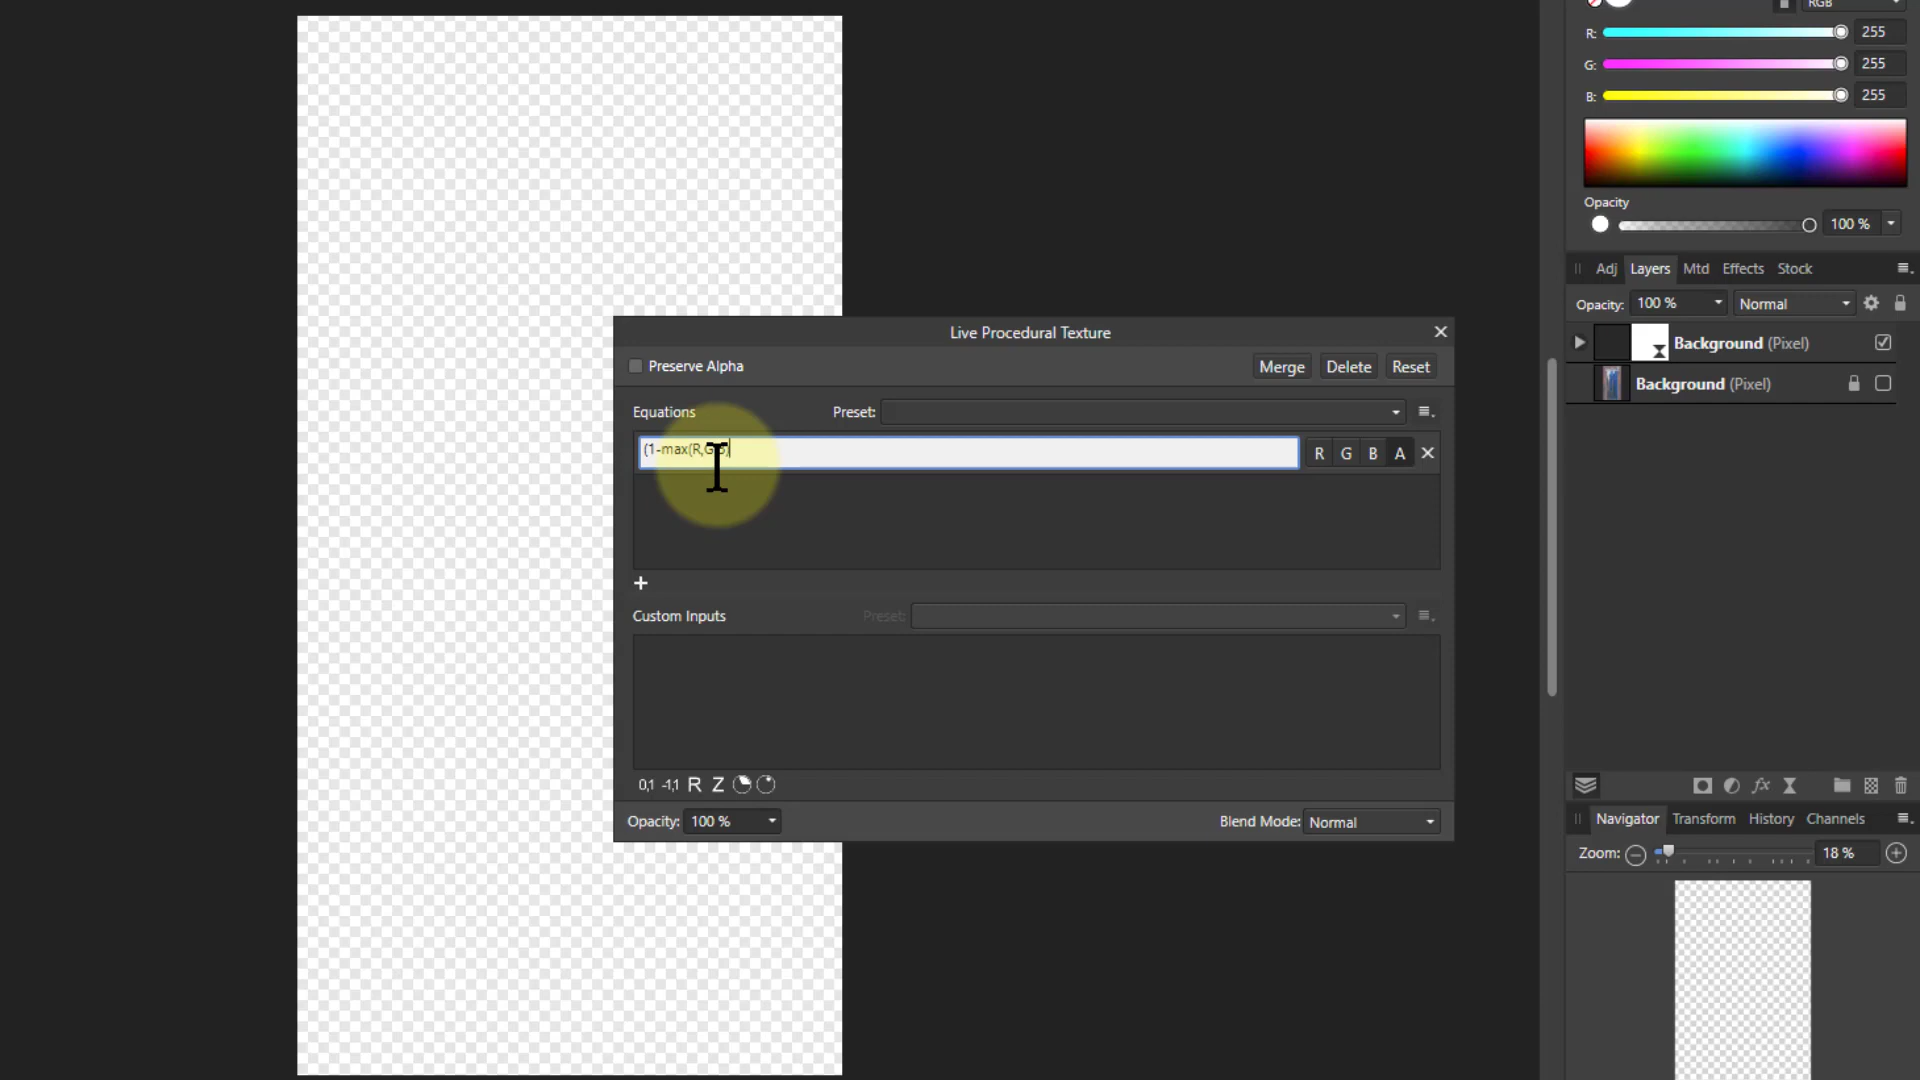 RGB
R: 255
G: 255
B: 255
Opacity
100 %
Adj Layers Mtd Effects Stock
Opacity: 100 % Normal
Background (Pixel)
Background (Pixel)
Live Procedural Texture
Preserve Alpha Merge Delete Reset
Equations Preset:
(1-max(R,G,B)
R G B A
Custom Inputs Preset:
0,1 -1,1 R Z
Opacity: 100 % Blend Mode: Normal
fx
Navigator Transform History Channels
Zoom: 18 %